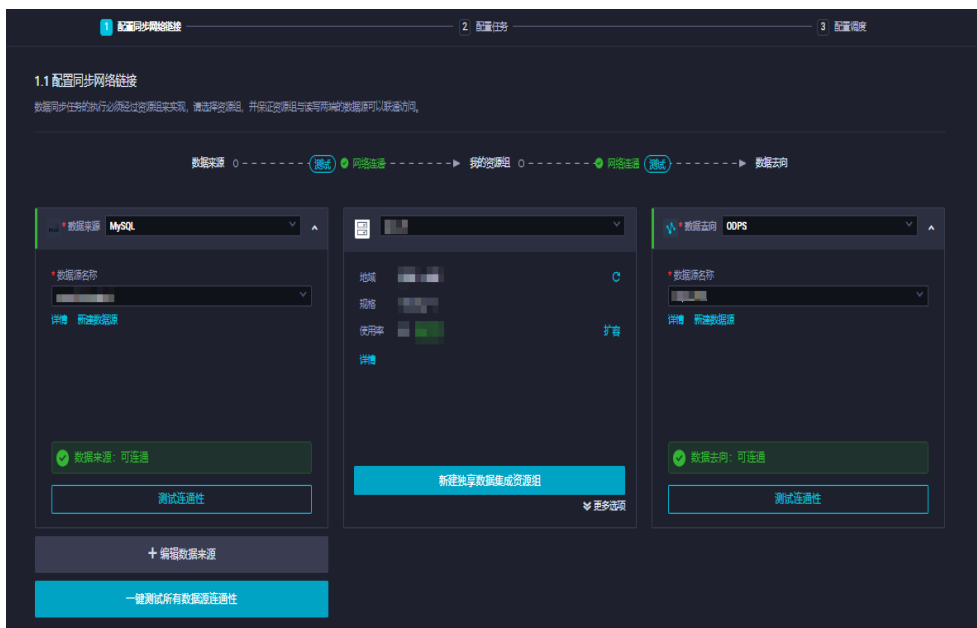 1 配置同步网络链接 2 配置任务 3 配置调度
1.1 配置同步网络链接
数据同步任务的执行必须经过资源组来实现，请选择资源组，并保证资源组与读写两端的数据源可以联通访问。
数据来源 测试 网络连通 我的资源组 网络连通 测试 数据去向
*数据来源 MySQL
*数据源名称
详情 新建数据源
数据来源：可连通
测试连通性
地域
规格
使用率 扩容
详情
新建独享数据集成资源组
更多选项
*数据去向 ODPS
*数据源名称
详情 新建数据源
数据去向：可连通
测试连通性
+ 编辑数据来源
一键测试所有数据源连通性